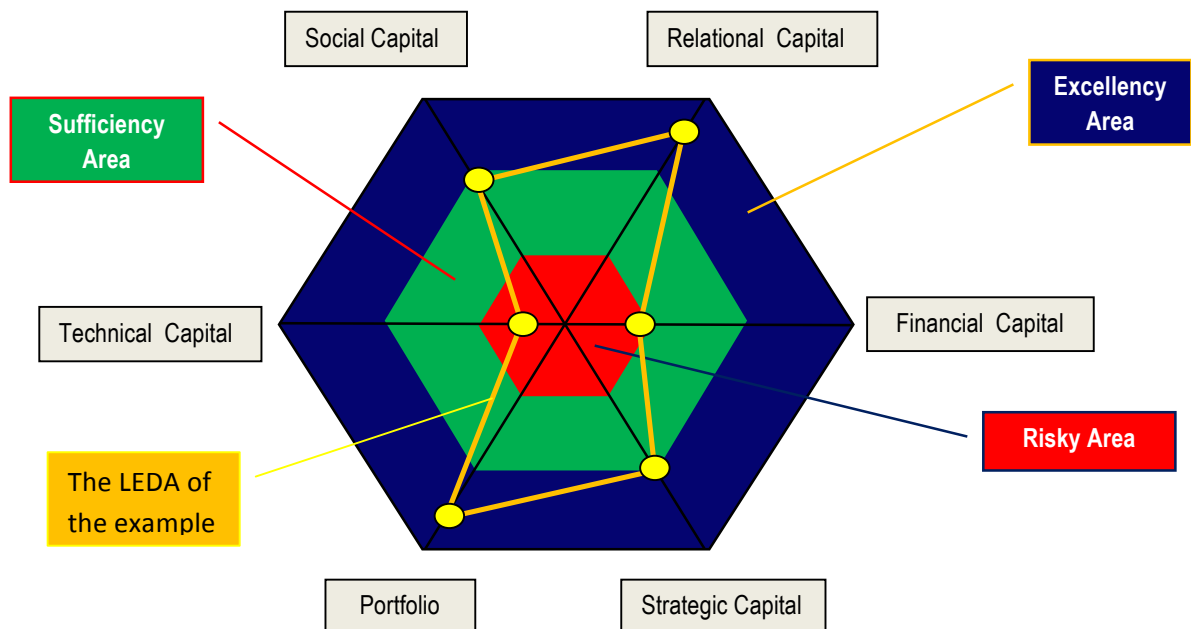 Social Capital
Relational Capital
Sufficiency
Area
Excellency
Area
Technical Capital
Financial Capital
Risky Area
The LEDA of
the example
Portfolio
Strategic Capital